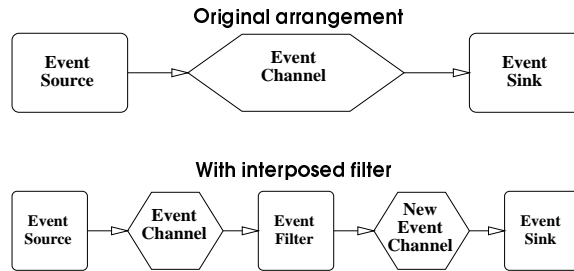 Original arrangement
Event
Source
Event
Channel
Event
Sink
With interposed filter
Event
Source
Event
Channel
Event
Filter
New
Event
Channel
Event
Sink